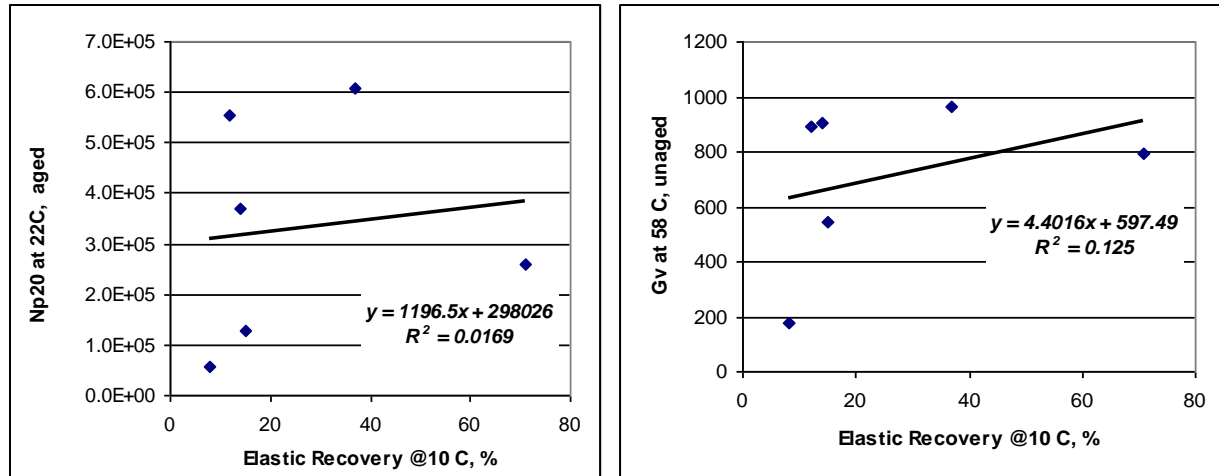 7.0E+05
6.0E+05
5.0E+05
4.0E+05
3.0E+05
2.0E+05
1.0E+05
0.0E+00
Np20 at 22C, aged
y = 1196.5x + 298026
R² = 0.0169
0 20 40 60 80
Elastic Recovery @10 C, %
1200
1000
800
600
400
200
0
Gv at 58 C, unaged
y = 4.4016x + 597.49
R² = 0.125
0 20 40 60 80
Elastic Recovery @10 C, %